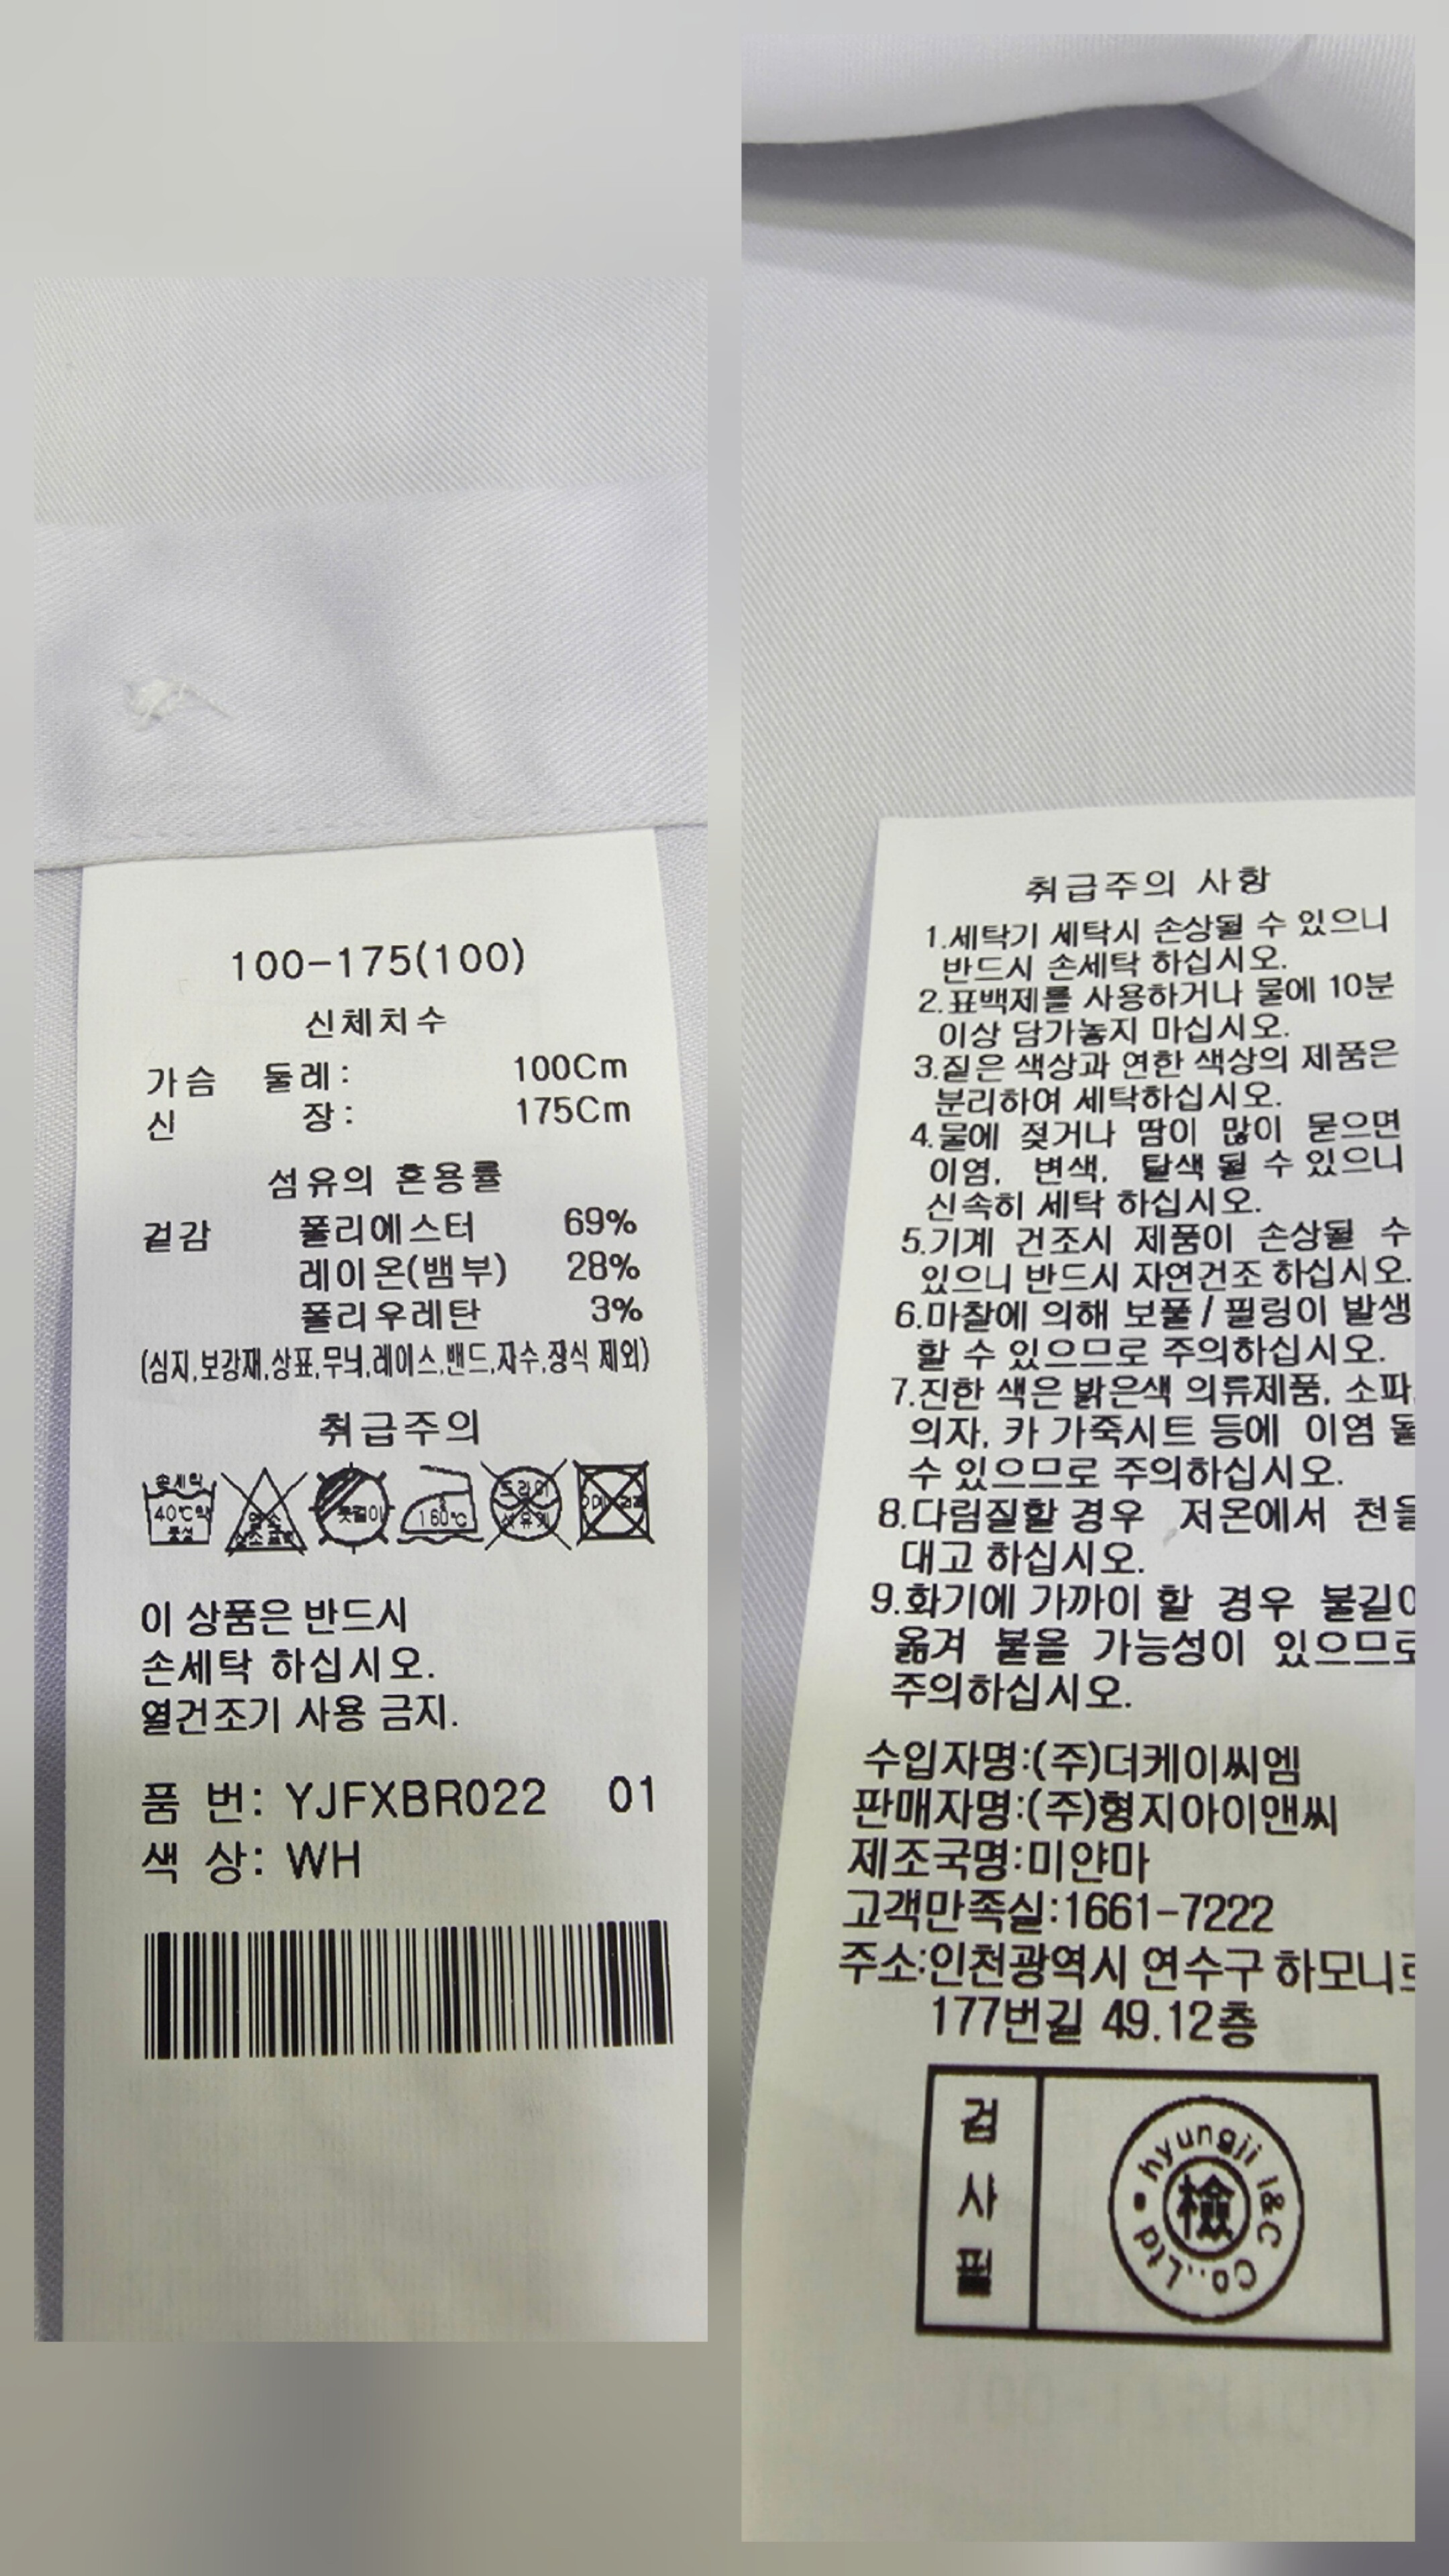 100-175(100)
신체치수
가슴 둘레: 100Cm
신 장: 175Cm
섬유의 혼용률
겉감 폴리에스터 69%
레이온(뱀부) 28%
폴리우레탄 3%
(심지,보강재,상표,무늬,레이스,밴드,자수,장식 제외)
취급주의
손세탁
40℃약
중성
염소
산소표백
옷걸이
160℃
드라이
석유계
기계건조
이 상품은 반드시
손세탁 하십시오.
열건조기 사용 금지.
품 번: YJFXBR022 01
색 상: WH
취급주의 사항
1.세탁기 세탁시 손상될 수 있으니
반드시 손세탁 하십시오.
2.표백제를 사용하거나 물에 10분
이상 담가놓지 마십시오.
3.짙은 색상과 연한 색상의 제품은
분리하여 세탁하십시오.
4.물에 젖거나 땀이 많이 묻으면
이염, 변색, 탈색 될 수 있으니
신속히 세탁 하십시오.
5.기계 건조시 제품이 손상될 수
있으니 반드시 자연건조 하십시오.
6.마찰에 의해 보풀/필링이 발생
할 수 있으므로 주의하십시오.
7.진한 색은 밝은색 의류제품, 소파,
의자, 카 가죽시트 등에 이염 될
수 있으므로 주의하십시오.
8.다림질할 경우 저온에서 천을
대고 하십시오.
9.화기에 가까이 할 경우 불길이
옮겨 붙을 가능성이 있으므로
주의하십시오.
수입자명:(주)더케이씨엠
판매자명:(주)형지아이앤씨
제조국명:미얀마
고객만족실:1661-7222
주소:인천광역시 연수구 하모니로
177번길 49.12층
검사필
hyungji I&C Co.,Ltd
檢